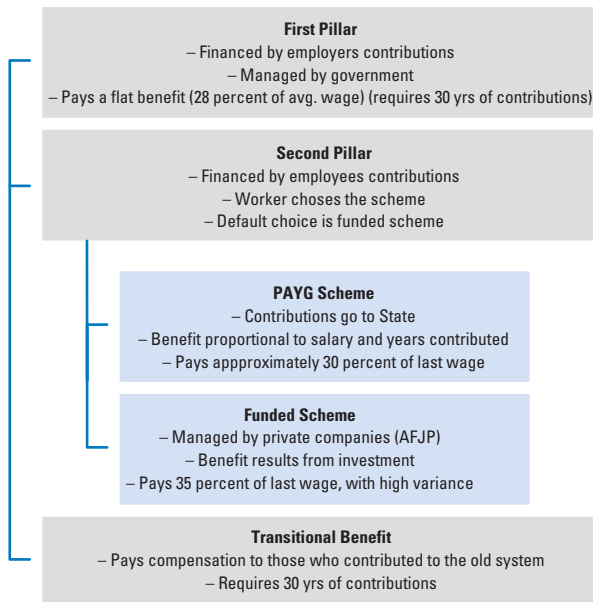 First Pillar
– Financed by employers contributions
– Managed by government
– Pays a flat benefit (28 percent of avg. wage) (requires 30 yrs of contributions)
Second Pillar
– Financed by employees contributions
– Worker choses the scheme
– Default choice is funded scheme
PAYG Scheme
– Contributions go to State
– Benefit proportional to salary and years contributed
– Pays appproximately 30 percent of last wage
Funded Scheme
– Managed by private companies (AFJP)
– Benefit results from investment
– Pays 35 percent of last wage, with high variance
Transitional Benefit
– Pays compensation to those who contributed to the old system
– Requires 30 yrs of contributions